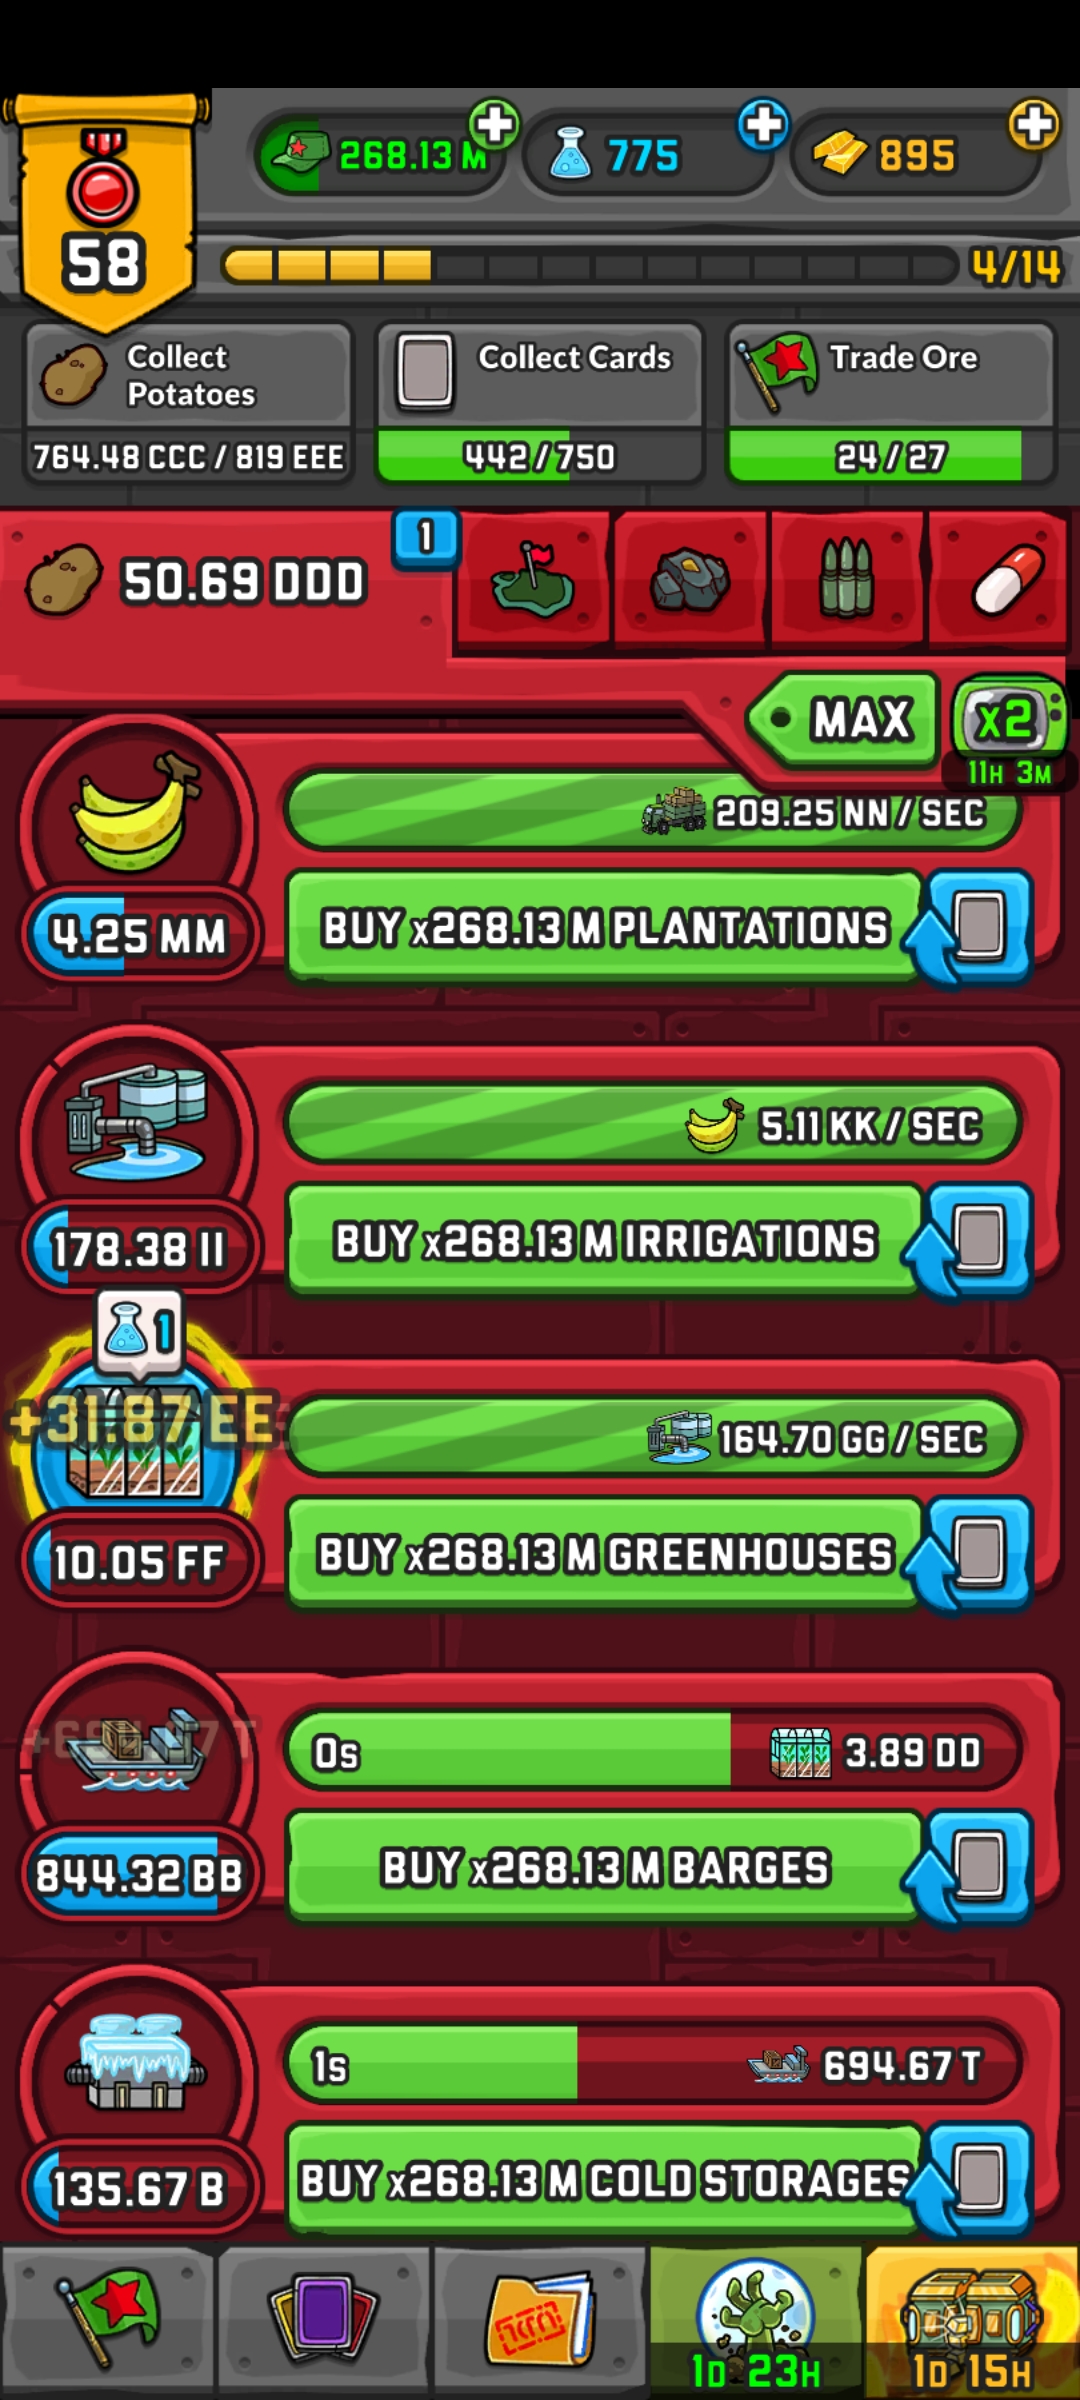 268.13 M
775
895
58
4/14
Collect
Potatoes
Collect Cards
Trade Ore
764.48 CCC / 819 EEE
442 / 750
24 / 27
1
50.69 DDD
MAX
x2
11H 3M
209.25 NN / SEC
4.25 MM
BUY x268.13 M PLANTATIONS
5.11 KK / SEC
178.38 II
BUY x268.13 M IRRIGATIONS
1
+31.87 EE
164.70 GG / SEC
10.05 FF
BUY x268.13 M GREENHOUSES
0s
3.89 DD
844.32 BB
BUY x268.13 M BARGES
1s
694.67 T
135.67 B
BUY x268.13 M COLD STORAGES
1D 23H
1D 15H